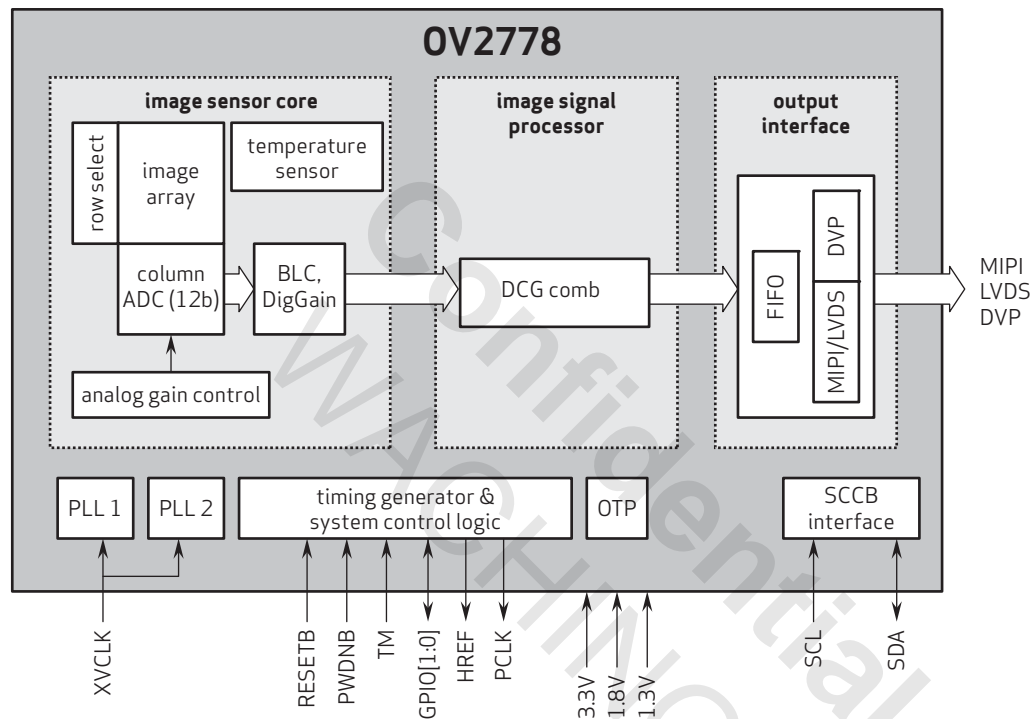 OV2778
image sensor core
row select
image
array
temperature
sensor
column
ADC (12b)
BLC,
DigGain
analog gain control
image signal
processor
DCG comb
output
interface
FIFO
DVP
MIPI/LVDS
MIPI
LVDS
DVP
PLL 1
PLL 2
timing generator &
system control logic
OTP
SCCB
interface
XVCLK
RESETB
PWDNB
TM
GPIO[1:0]
HREF
PCLK
3.3V
1.8V
1.3V
SCL
SDA
Confidential
WACHING